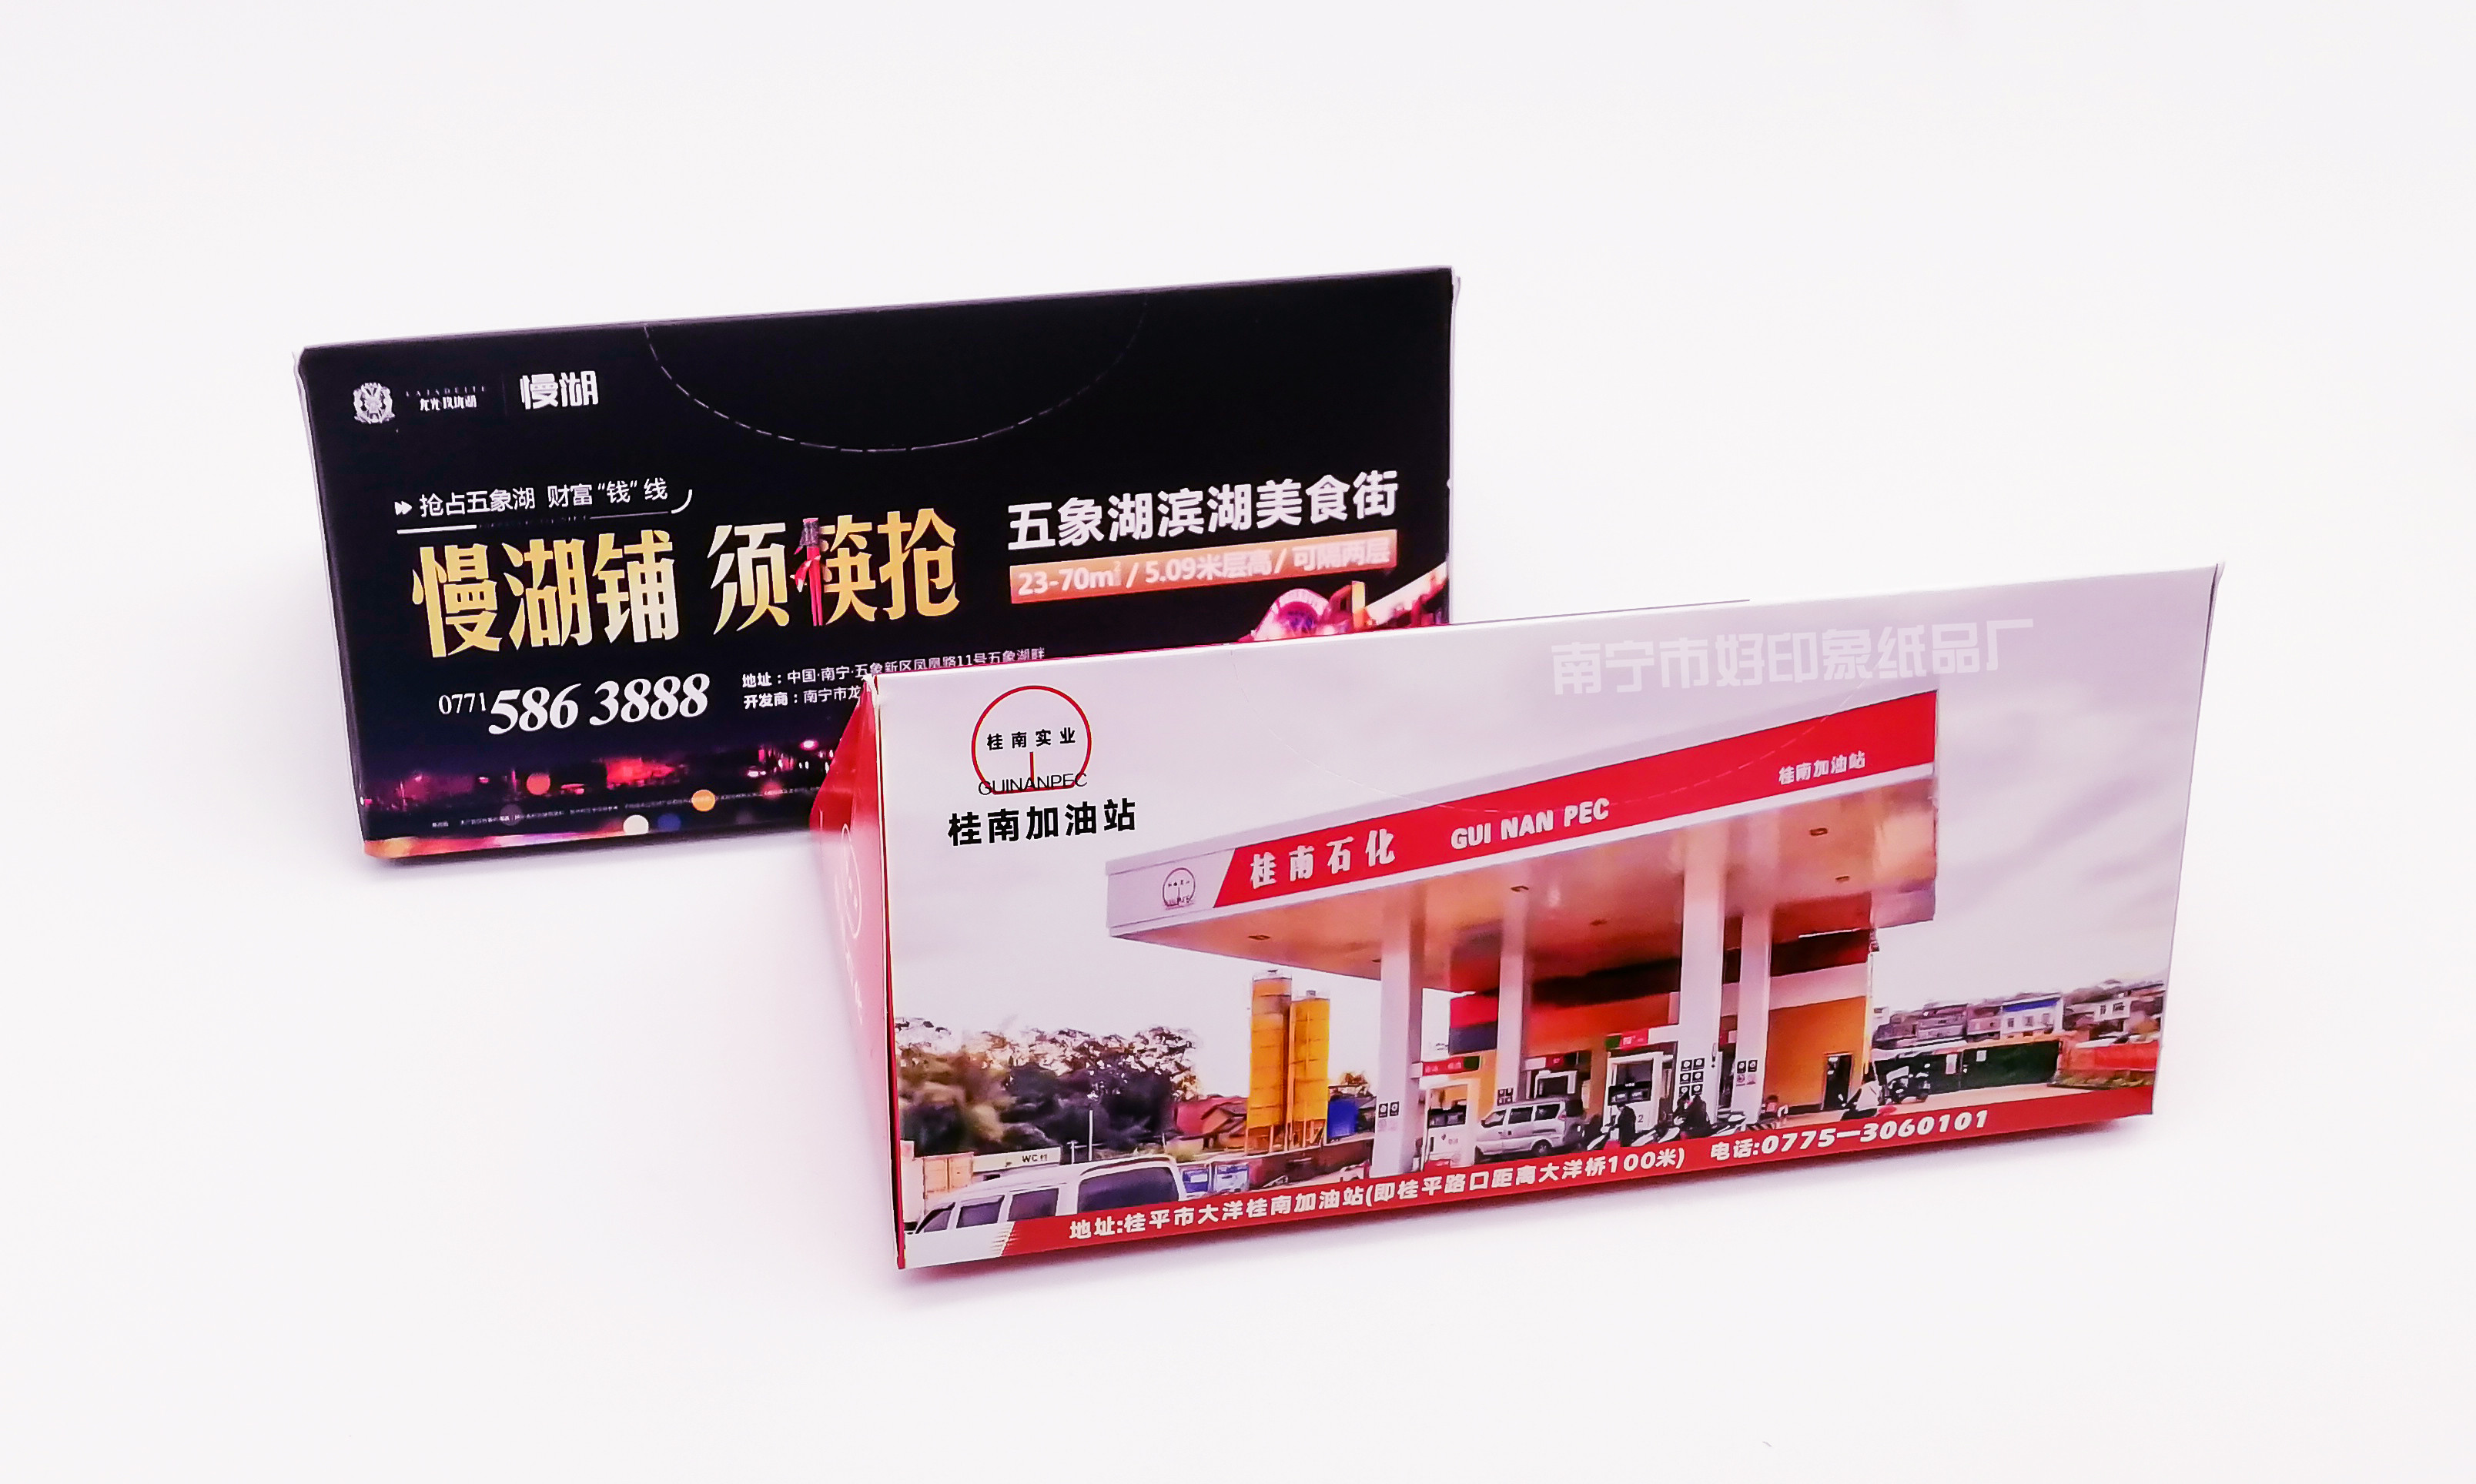 龙光玖珑湖
慢湖
抢占五象湖 财富“钱”线
慢湖铺 须筷抢
五象湖滨湖美食街
23-70㎡ / 5.09米层高 / 可隔两层
0771 586 3888
地址：中国·南宁·五象新区凤凰路11号五象湖畔
开发商：南宁市龙
南宁市好印象纸品厂
桂南实业
GUINANPEC
桂南加油站
桂南石化 GUI NAN PEC 桂南加油站
WC
地址:桂平市大洋桂南加油站(即桂平路口距离大洋桥100米) 电话:0775—3060101